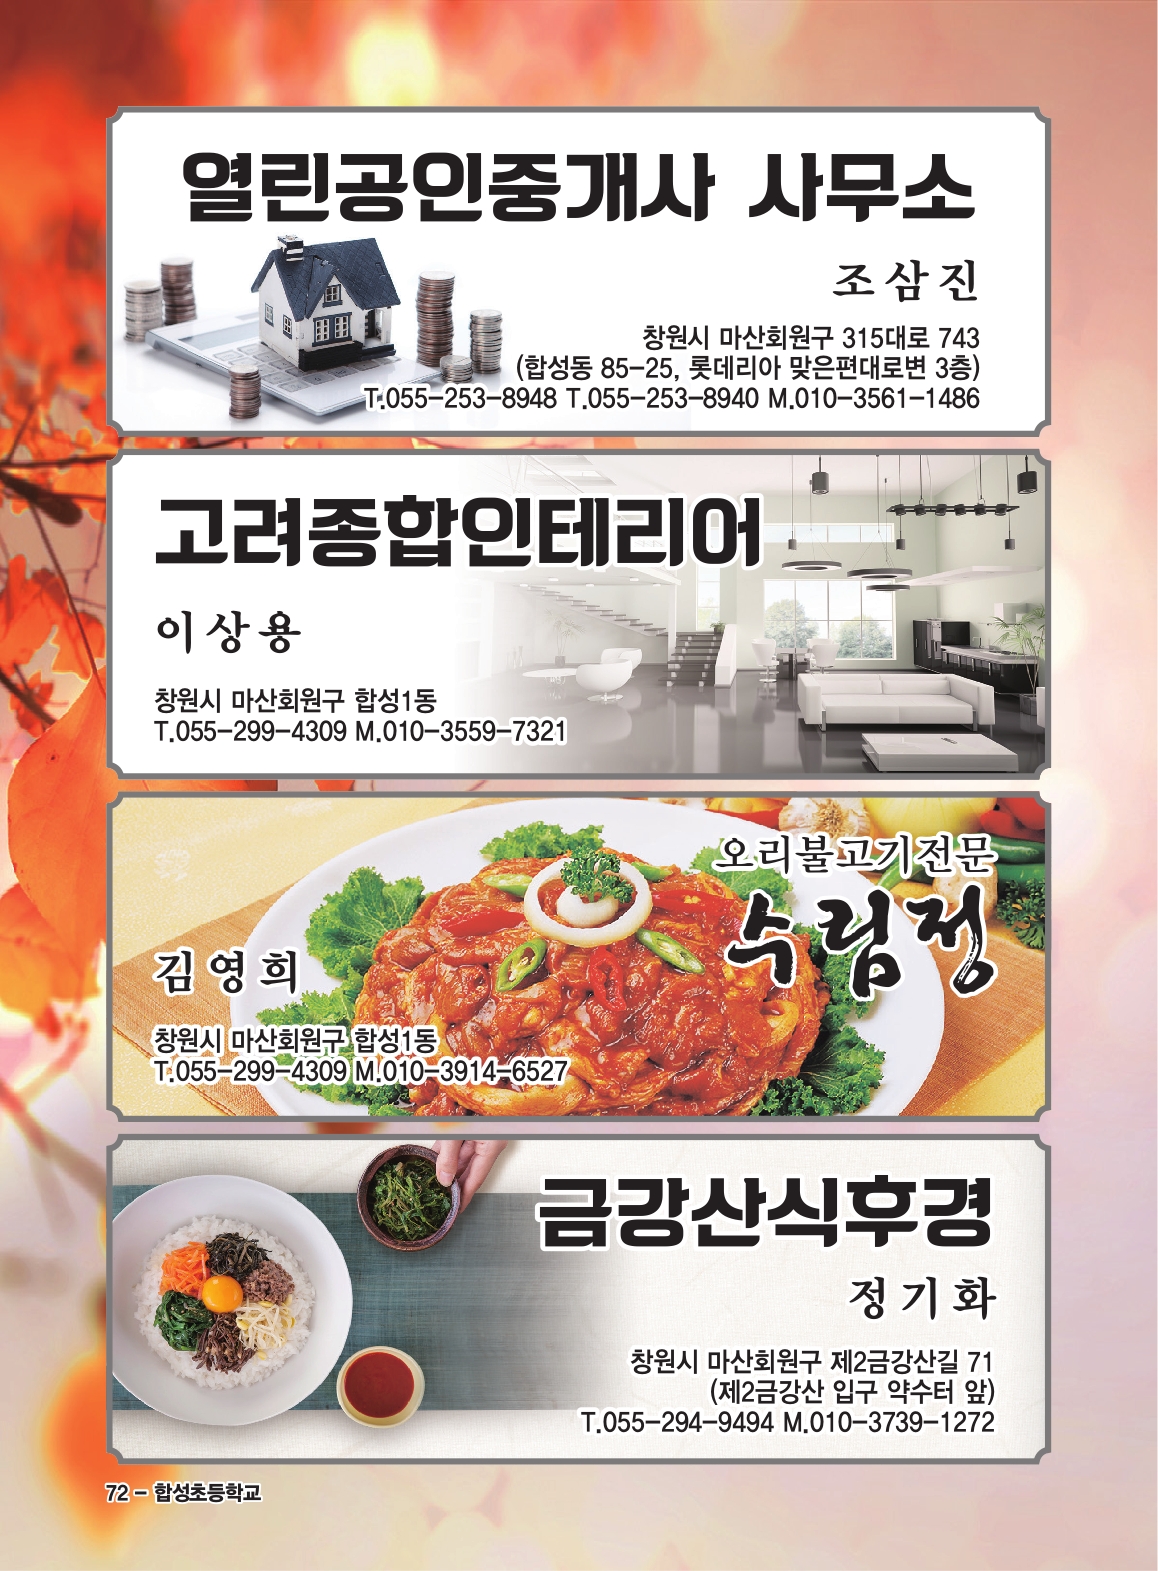 열린공인중개사 사무소
조삼진
창원시 마산회원구 315대로 743
(합성동 85-25, 롯데리아 맞은편대로변 3층)
T.055-253-8948 T.055-253-8940 M.010-3561-1486
고려종합인테리어
이상용
창원시 마산회원구 합성1동
T.055-299-4309 M.010-3559-7321
오리불고기전문
수림정
김영희
창원시 마산회원구 합성1동
T.055-299-4309 M.010-3914-6527
금강산식후경
정기화
창원시 마산회원구 제2금강산길 71
(제2금강산 입구 약수터 앞)
T.055-294-9494 M.010-3739-1272
72 - 합성초등학교